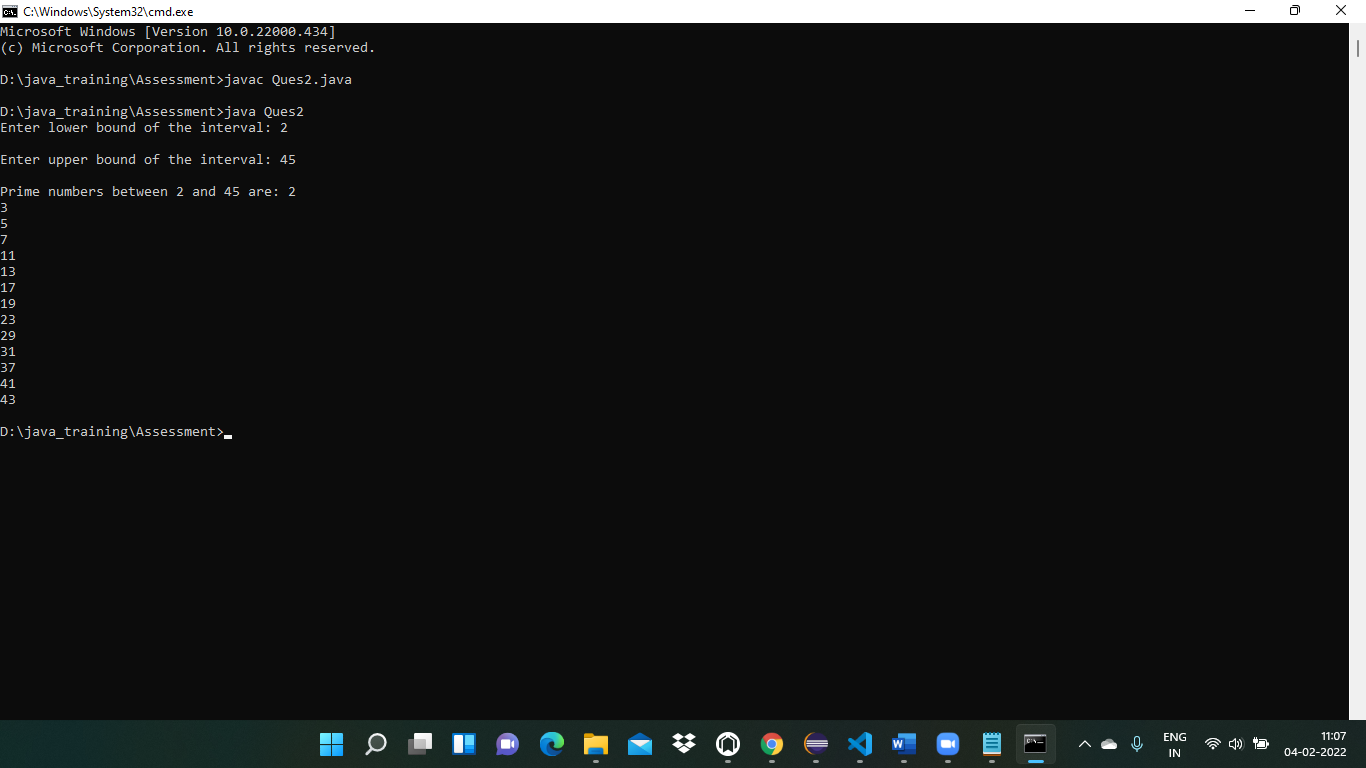 C:\Windows\System32\cmd.exe
Microsoft Windows [Version 10.0.22000.434]
(c) Microsoft Corporation. All rights reserved.
D:\java_training\Assessment>javac Ques2.java
D:\java_training\Assessment>java Ques2
Enter lower bound of the interval: 2
Enter upper bound of the interval: 45
Prime numbers between 2 and 45 are: 2
3
5
7
11
13
17
19
23
29
31
37
41
43
D:\java_training\Assessment>
ENG
IN
11:07
04-02-2022